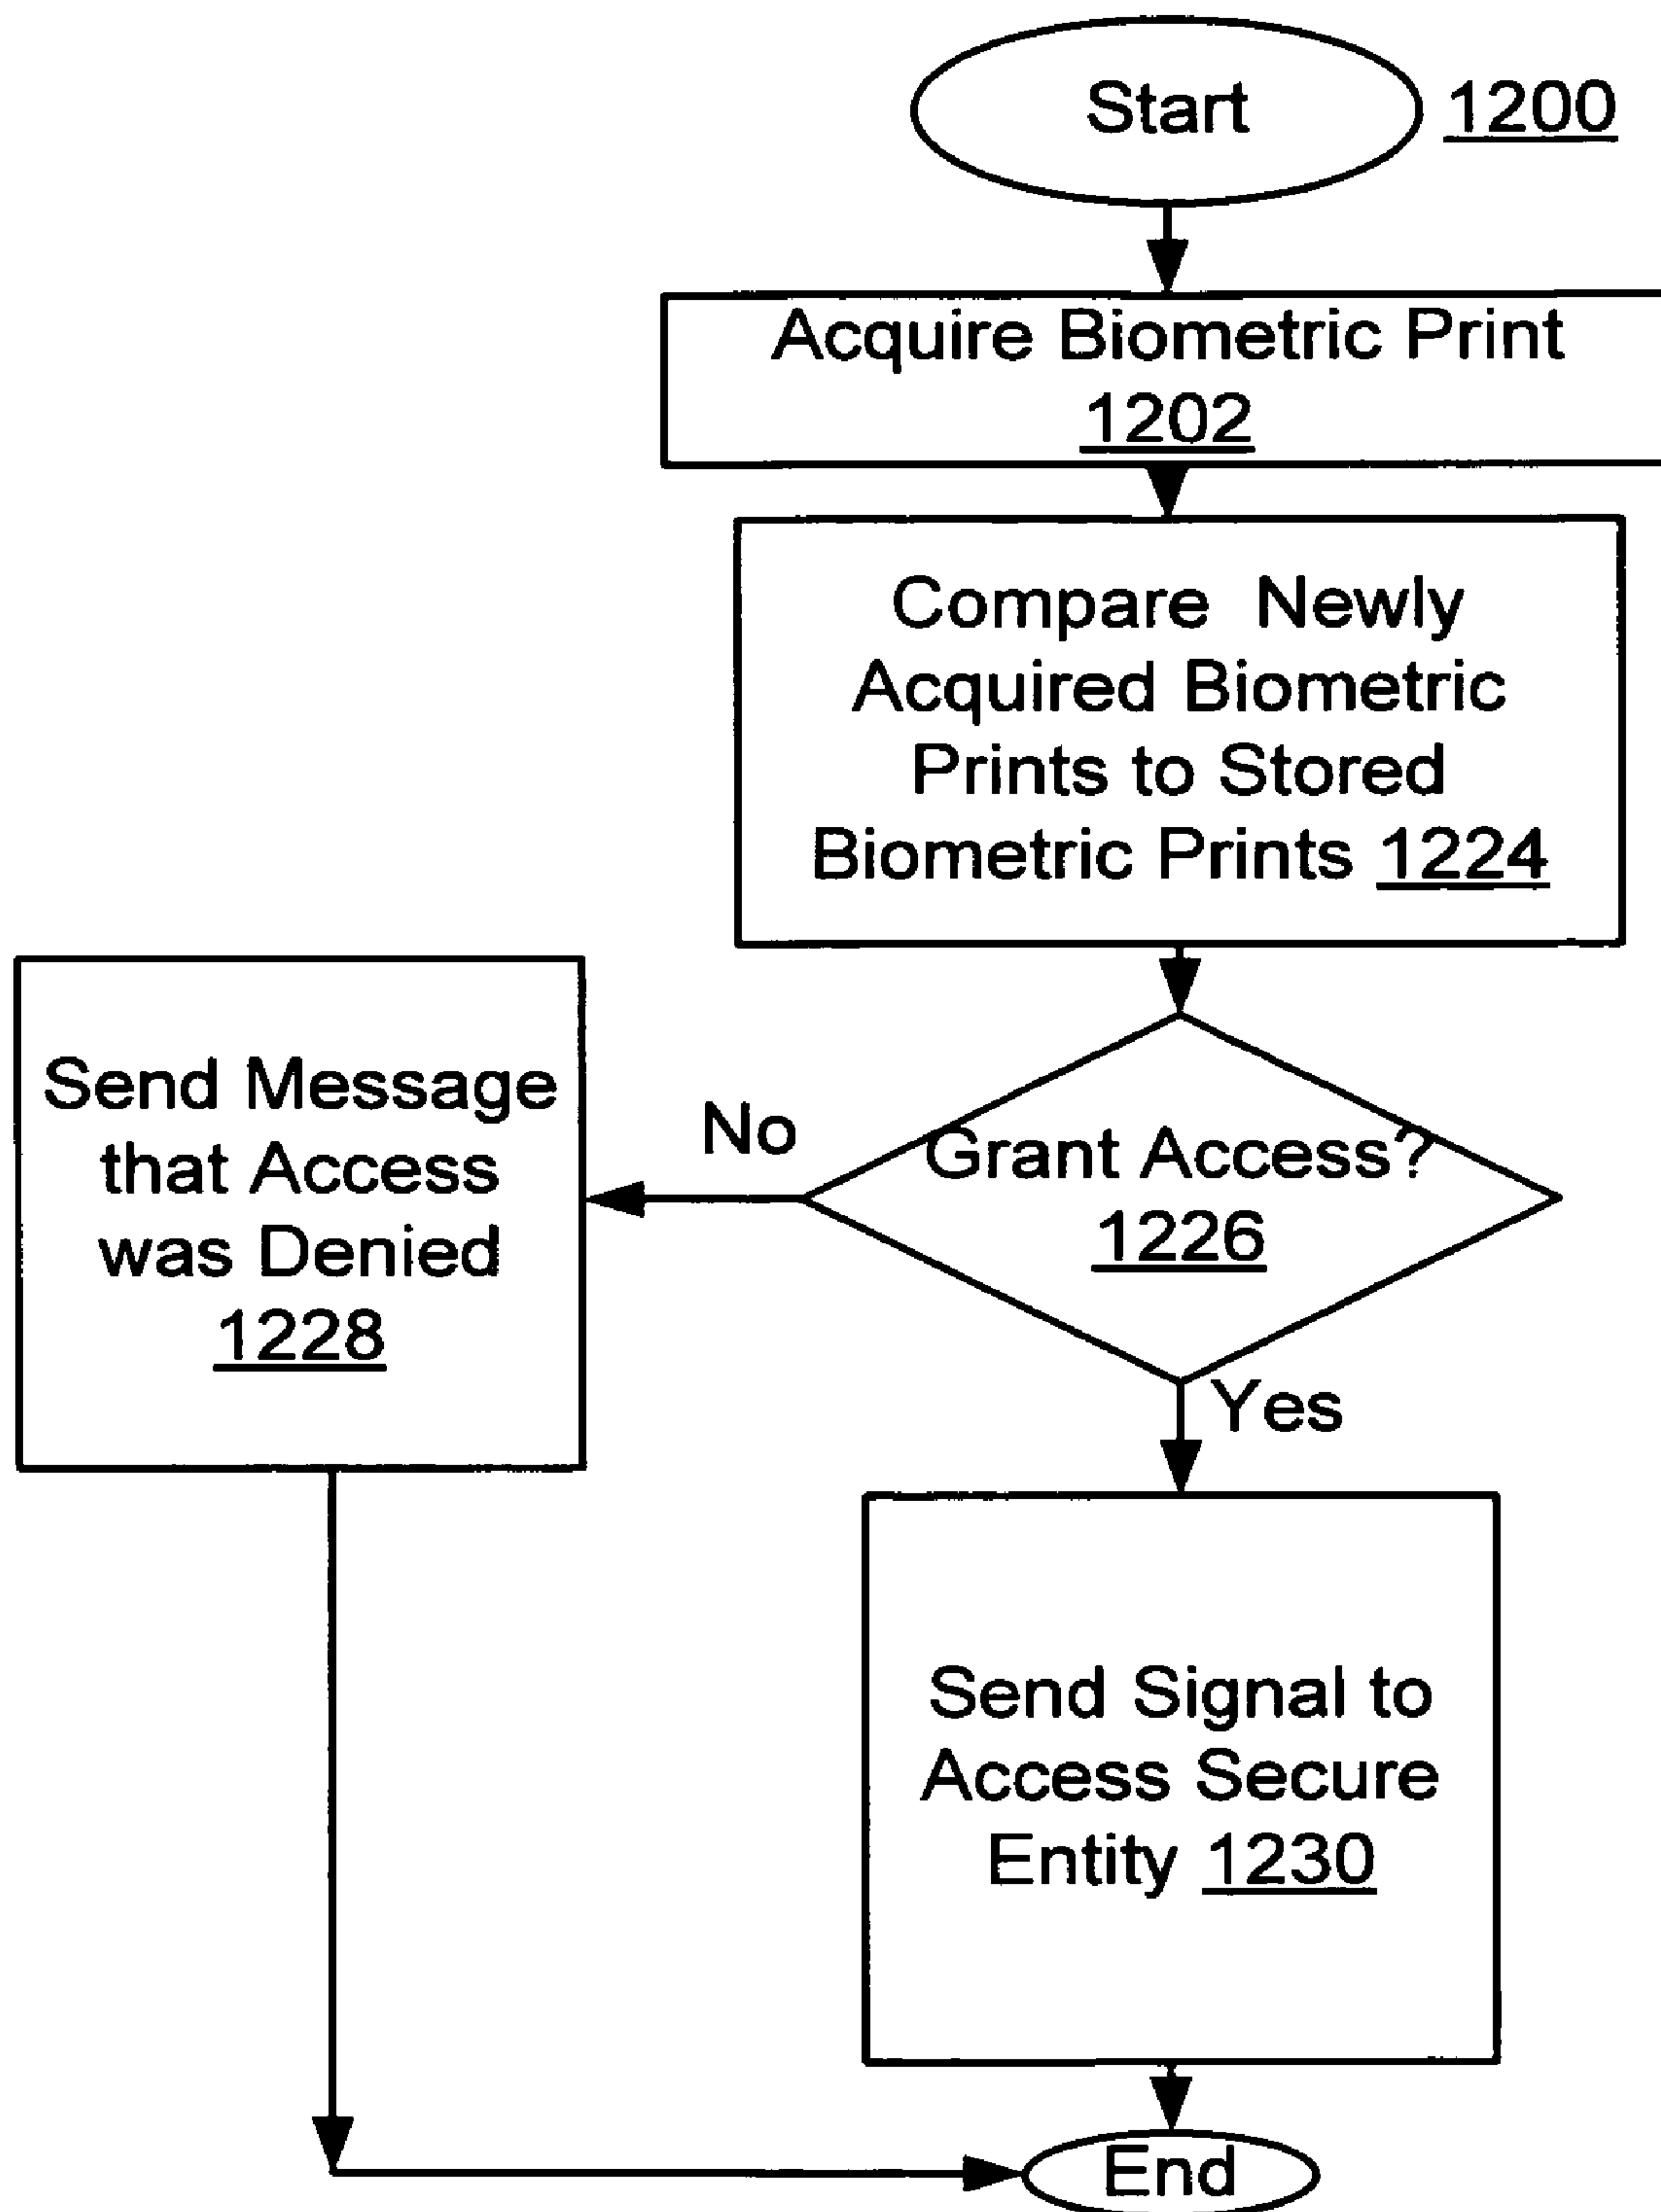 Start 1200
Acquire Biometric Print
1202
Compare Newly
Acquired Biometric
Prints to Stored
Biometric Prints 1224
Send Message
that Access
was Denied
1228
No
Grant Access?
1226
Yes
Send Signal to
Access Secure
Entity 1230
End